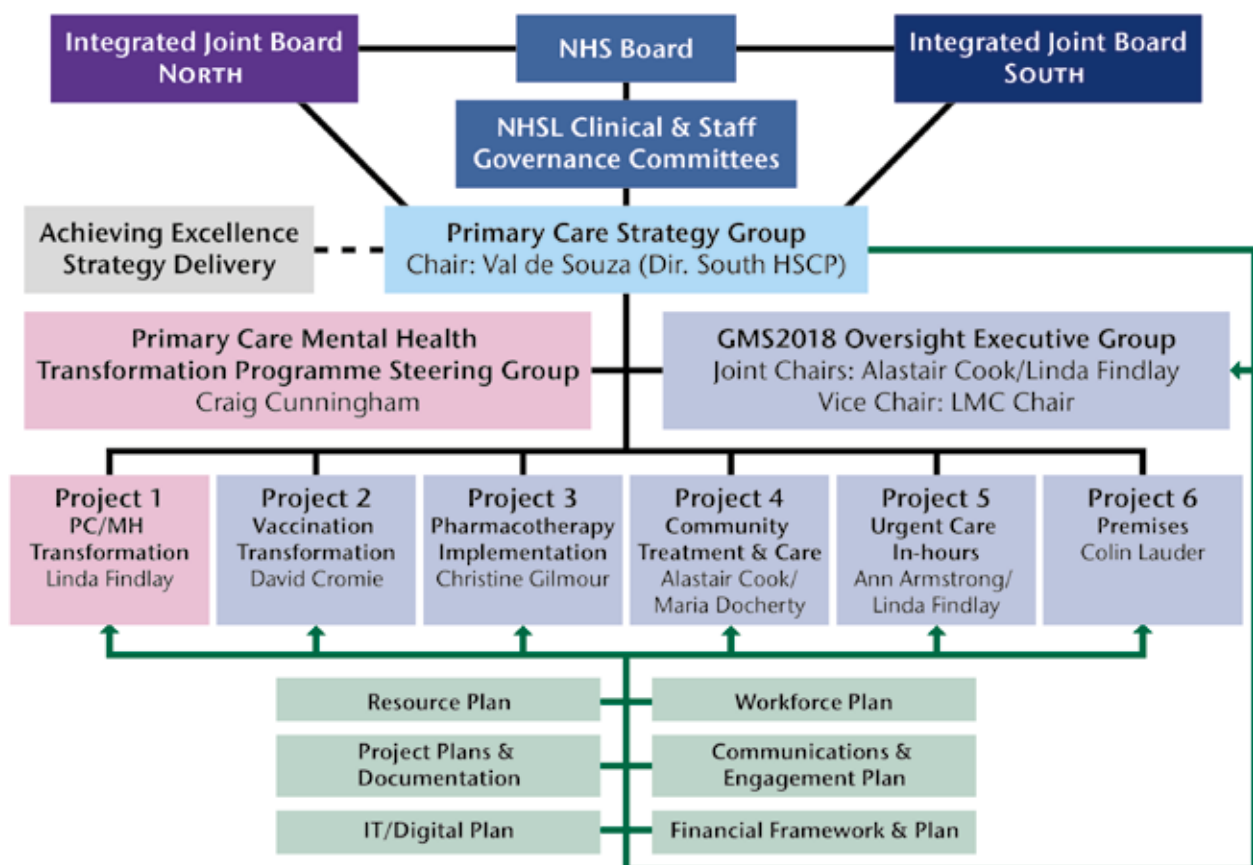 Integrated Joint Board
NORTH
NHS Board
Integrated Joint Board
SOUTH
NHSL Clinical & Staff
Governance Committees
Achieving Excellence
Strategy Delivery
Primary Care Strategy Group
Chair: Val de Souza (Dir. South HSCP)
Primary Care Mental Health
Transformation Programme Steering Group
Craig Cunningham
GMS2018 Oversight Executive Group
Joint Chairs: Alastair Cook/Linda Findlay
Vice Chair: LMC Chair
Project 1
PC/MH
Transformation
Linda Findlay
Project 2
Vaccination
Transformation
David Cromie
Project 3
Pharmacotherapy
Implementation
Christine Gilmour
Project 4
Community
Treatment & Care
Alastair Cook/
Maria Docherty
Project 5
Urgent Care
In-hours
Ann Armstrong/
Linda Findlay
Project 6
Premises
Colin Lauder
Resource Plan
Workforce Plan
Project Plans &
Documentation
Communications &
Engagement Plan
IT/Digital Plan
Financial Framework & Plan